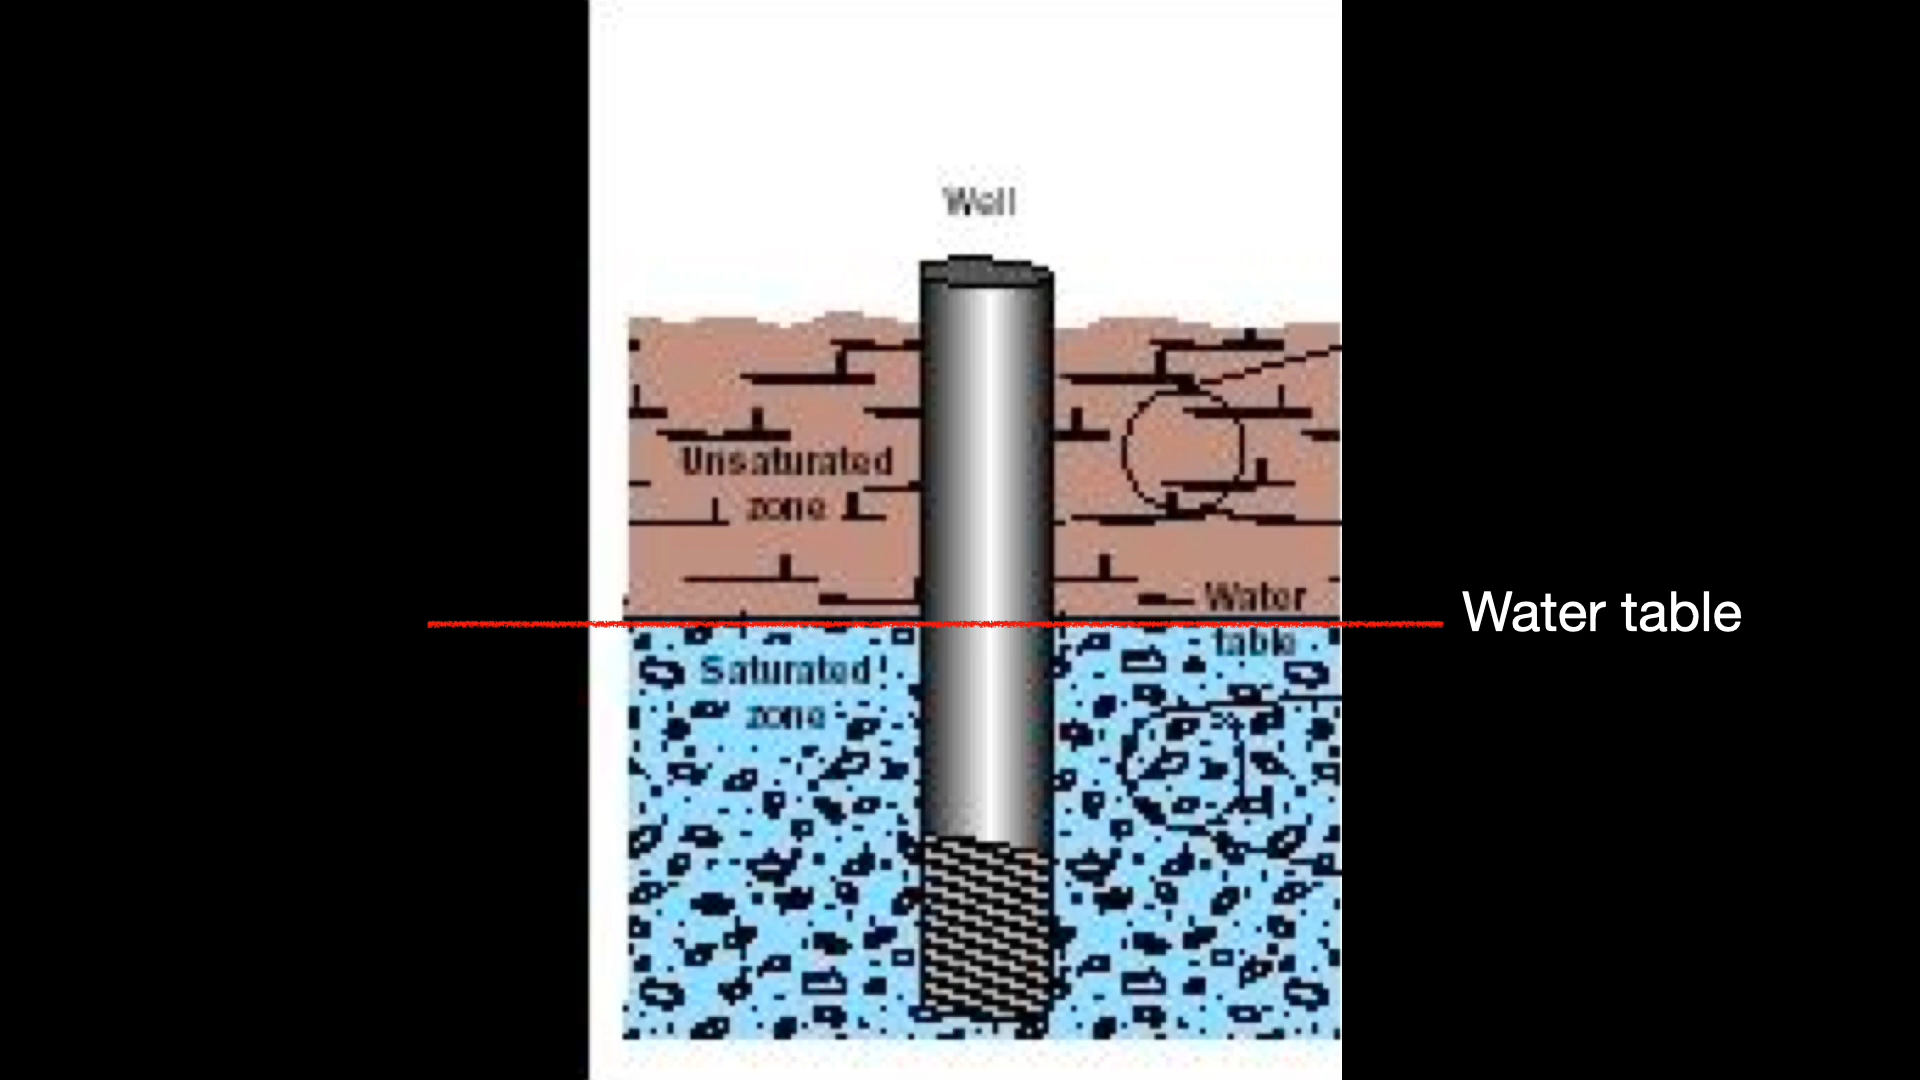 Well
Unsaturated
zone
Water
table
Water table
Saturated
zone